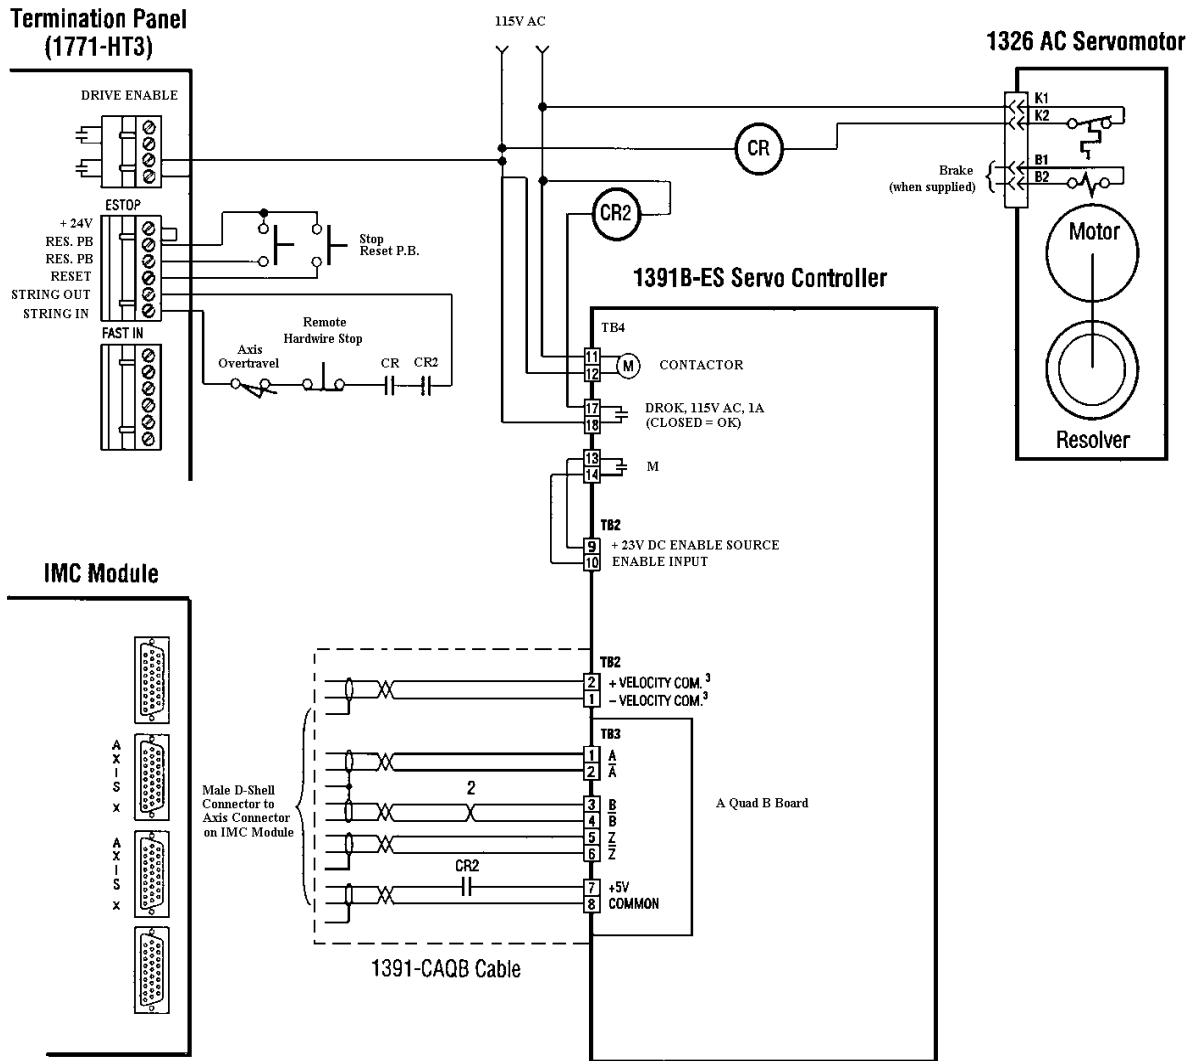 Termination Panel
(1771-HT3)
115V AC
1326 AC Servomotor
DRIVE ENABLE
K1
K2
CR
B1
B2
Brake
(when supplied)
ESTOP
+ 24V
RES. PB
RES. PB
RESET
STRING OUT
STRING IN
Stop
Reset P.B.
CR2
Motor
Resolver
1391B-ES Servo Controller
FAST IN
Axis
Overtravel
Remote
Hardwire Stop
CR
CR2
TB4
11
12
M
CONTACTOR
17
18
DROK, 115V AC, 1A
(CLOSED = OK)
13
14
M
TB2
9
+ 23V DC ENABLE SOURCE
10
ENABLE INPUT
IMC Module
AXIS X
AXIS X
TB2
2
+ VELOCITY COM.3
1
– VELOCITY COM.3
TB3
1
A
2
A̅
2
3
B
4
B̅
5
Z
6
Z̅
CR2
7
+5V
8
COMMON
A Quad B Board
Male D-Shell
Connector to
Axis Connector
on IMC Module
1391-CAQB Cable